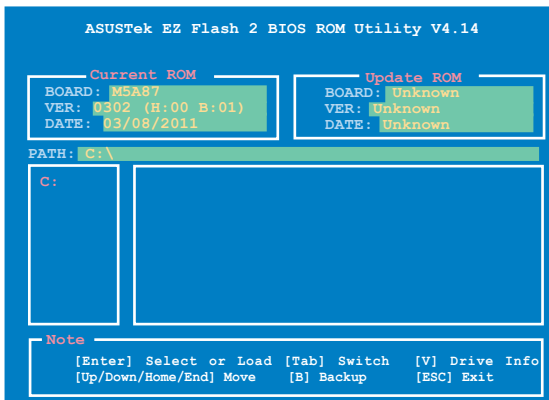 ASUSTek EZ Flash 2 BIOS ROM Utility V4.14
Current ROM
BOARD: M5A87
VER: 0302 (H:00 B:01)
DATE: 03/08/2011
Update ROM
BOARD: Unknown
VER: Unknown
DATE: Unknown
PATH: C:\
C:
Note
[Enter] Select or Load [Tab] Switch [V] Drive Info
[Up/Down/Home/End] Move [B] Backup [ESC] Exit